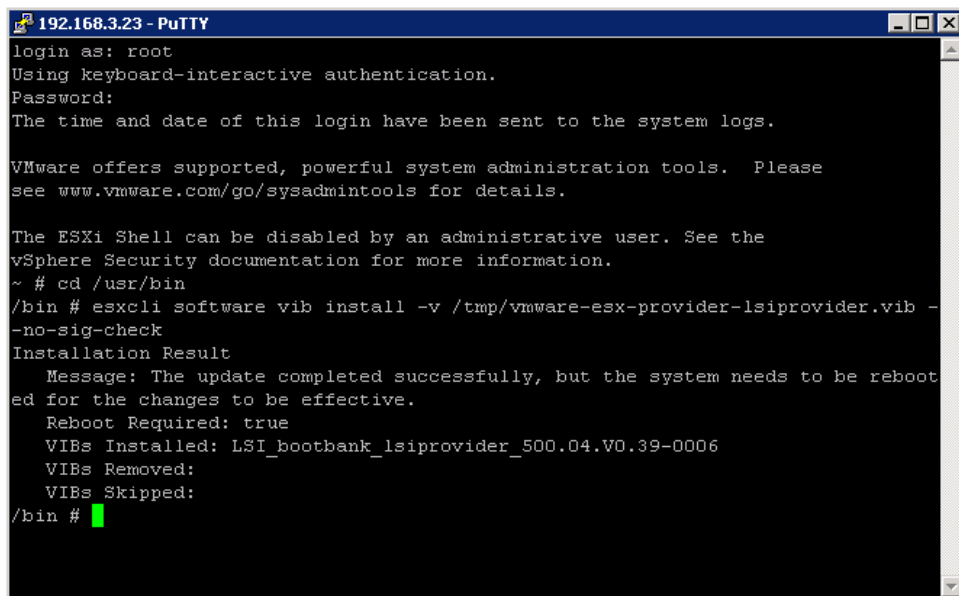 192.168.3.23 - PuTTY
login as: root
Using keyboard-interactive authentication.
Password:
The time and date of this login have been sent to the system logs.
VMware offers supported, powerful system administration tools.  Please
see www.vmware.com/go/sysadmintools for details.
The ESXi Shell can be disabled by an administrative user. See the
vSphere Security documentation for more information.
~ # cd /usr/bin
/bin # esxcli software vib install -v /tmp/vmware-esx-provider-lsiprovider.vib -
-no-sig-check
Installation Result
   Message: The update completed successfully, but the system needs to be reboot
ed for the changes to be effective.
   Reboot Required: true
   VIBs Installed: LSI_bootbank_lsiprovider_500.04.V0.39-0006
   VIBs Removed:
   VIBs Skipped:
/bin #